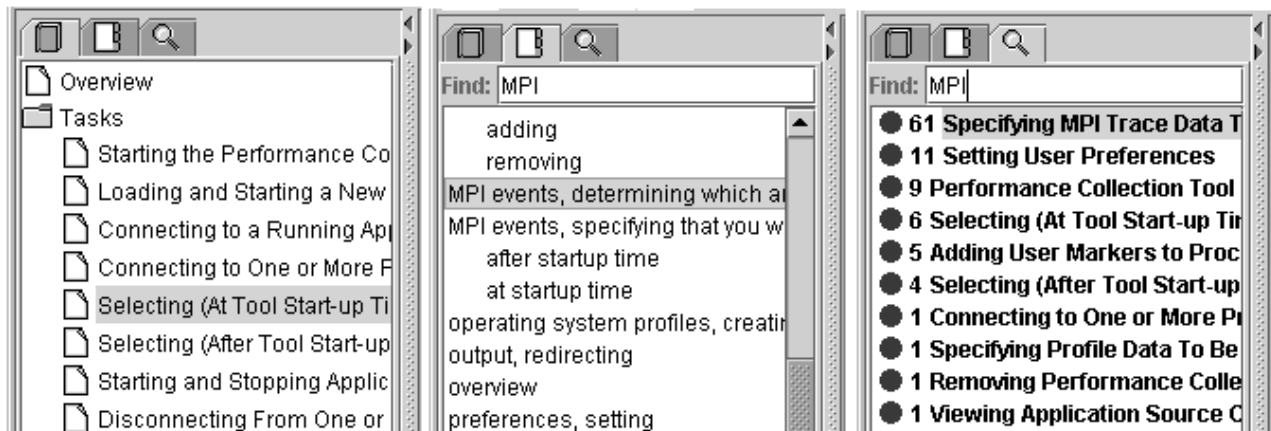 Overview
Tasks
Starting the Performance Co
Loading and Starting a New
Connecting to a Running Ap
Connecting to One or More F
Selecting (At Tool Start-up Ti
Selecting (After Tool Start-up
Starting and Stopping Applic
Disconnecting From One or
Find: MPI
adding
removing
MPI events, determining which a
MPI events, specifying that you w
after startup time
at startup time
operating system profiles, creatin
output, redirecting
overview
preferences, setting
Find: MPI
61 Specifying MPI Trace Data T
11 Setting User Preferences
9 Performance Collection Tool
6 Selecting (At Tool Start-up Tim
5 Adding User Markers to Proc
4 Selecting (After Tool Start-up
1 Connecting to One or More Pr
1 Specifying Profile Data To Be
1 Removing Performance Colle
1 Viewing Application Source C